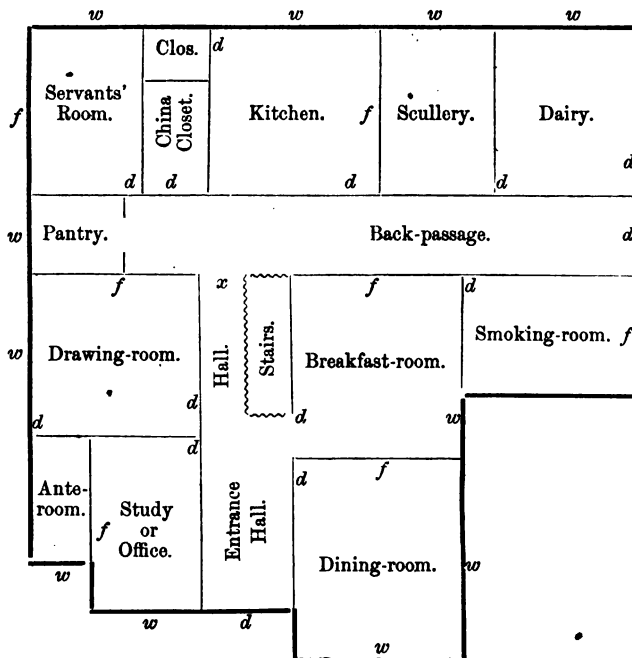 w w w w
Clos. d
Servants'
Room.
China
Closet.
Kitchen.
f
Scullery.
Dairy.
f
d
d d d d
w
Pantry.
Back-passage.
d
f x f d
w
Drawing-room.
Hall.
Stairs.
Breakfast-room.
Smoking-room. f
d
d
w
d d
d
f
Ante-
room.
f
Study
or
Office.
Entrance
Hall.
Dining-room.
w
w
w d
w